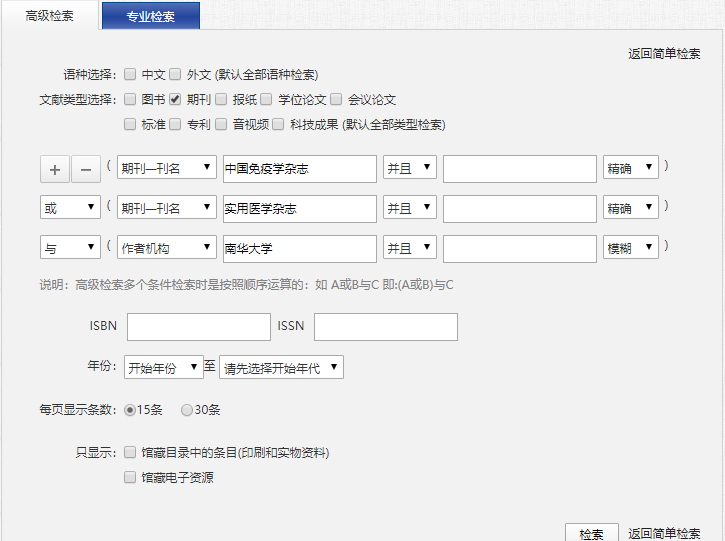 高级检索 专业检索
返回简单检索
语种选择： 中文 外文 (默认全部语种检索)
文献类型选择： 图书 期刊 报纸 学位论文 会议论文
标准 专利 音视频 科技成果 (默认全部类型检索)
+ − ( 期刊—刊名 中国免疫学杂志 并且 精确 )
或 ( 期刊—刊名 实用医学杂志 并且 精确 )
与 ( 作者机构 南华大学 并且 模糊 )
说明：高级检索多个条件检索时是按照顺序运算的：如 A或B与C 即:(A或B)与C
ISBN ISSN
年份： 开始年份 至 请先选择开始年代
每页显示条数： 15条 30条
只显示： 馆藏目录中的条目(印刷和实物资料)
馆藏电子资源
检索 返回简单检索